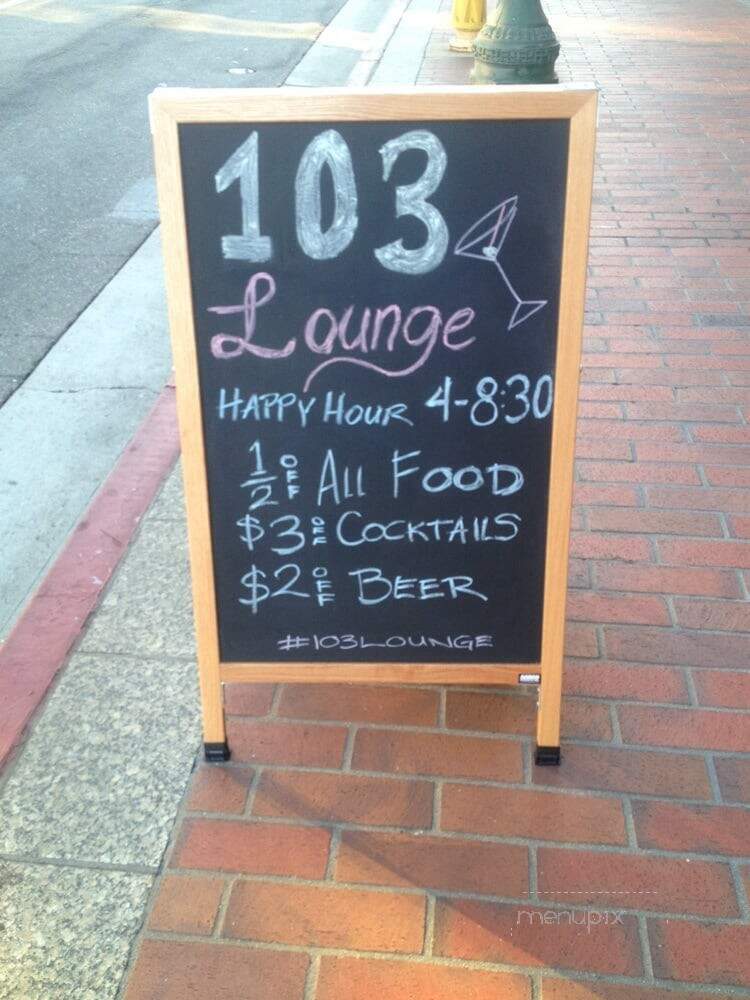 103
Lounge
HAPPY HOUR 4-8:30
1/2 OFF All FOOD
$3 OFF COCKTAILS
$2 OFF BEER
#103LOUNGE
menupix